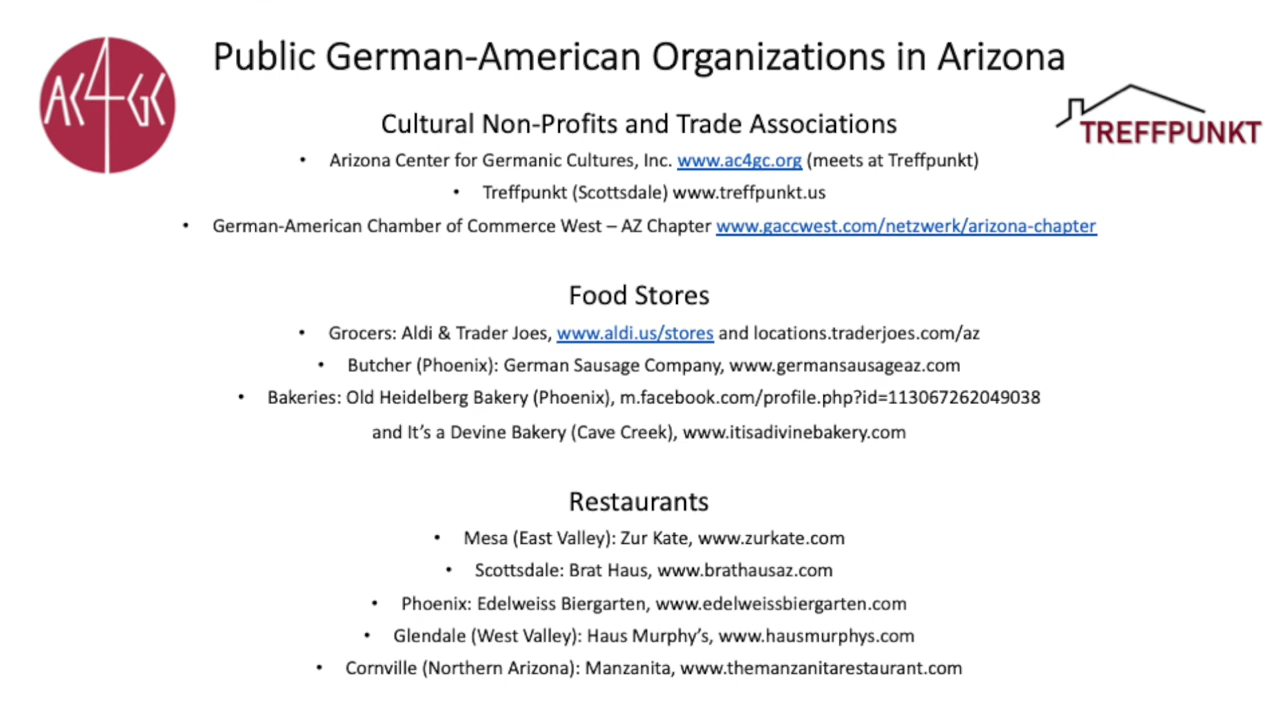 AC4GC
Public German-American Organizations in Arizona
TREFFPUNKT
Cultural Non-Profits and Trade Associations
• Arizona Center for Germanic Cultures, Inc. www.ac4gc.org (meets at Treffpunkt)
• Treffpunkt (Scottsdale) www.treffpunkt.us
• German-American Chamber of Commerce West – AZ Chapter www.gaccwest.com/netzwerk/arizona-chapter
Food Stores
• Grocers: Aldi & Trader Joes, www.aldi.us/stores and locations.traderjoes.com/az
• Butcher (Phoenix): German Sausage Company, www.germansausageaz.com
• Bakeries: Old Heidelberg Bakery (Phoenix), m.facebook.com/profile.php?id=113067262049038
and It's a Devine Bakery (Cave Creek), www.itisadivinebakery.com
Restaurants
• Mesa (East Valley): Zur Kate, www.zurkate.com
• Scottsdale: Brat Haus, www.brathausaz.com
• Phoenix: Edelweiss Biergarten, www.edelweissbiergarten.com
• Glendale (West Valley): Haus Murphy's, www.hausmurphys.com
• Cornville (Northern Arizona): Manzanita, www.themanzanitarestaurant.com